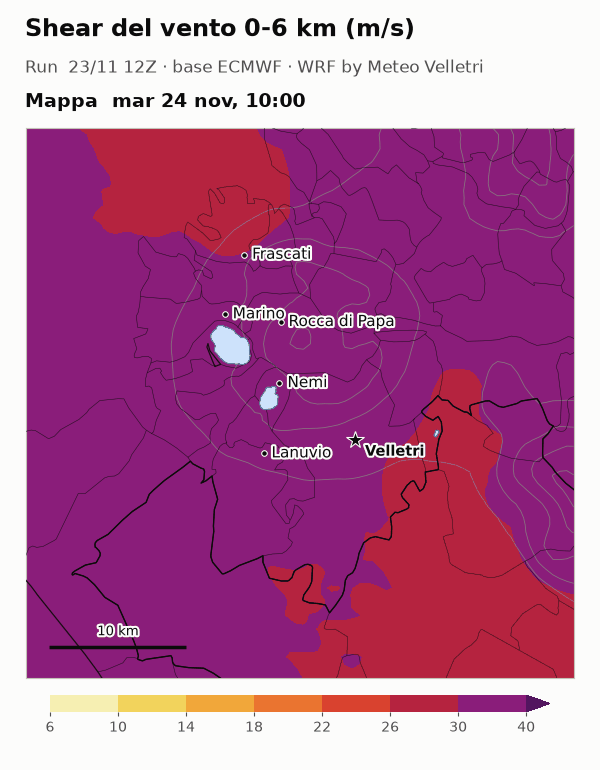 Shear del vento 0-6 km (m/s)
Run  23/11 12Z · base ECMWF · WRF by Meteo Velletri
Mappa  mar 24 nov, 10:00
Frascati
Marino
Rocca di Papa
Nemi
Velletri
Lanuvio
10 km
6 10 14 18 22 26 30 40